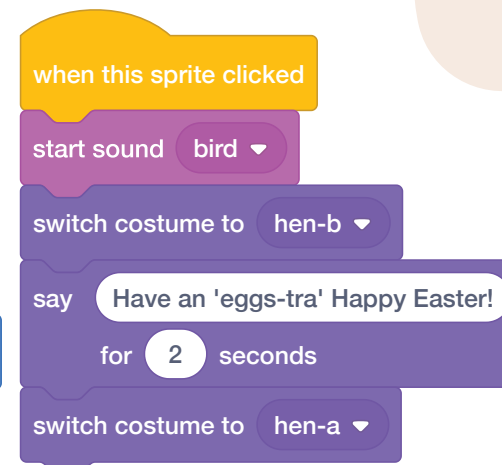 when this sprite clicked
start sound bird
switch costume to hen-b
say Have an 'eggs-tra' Happy Easter!
for 2 seconds
switch costume to hen-a